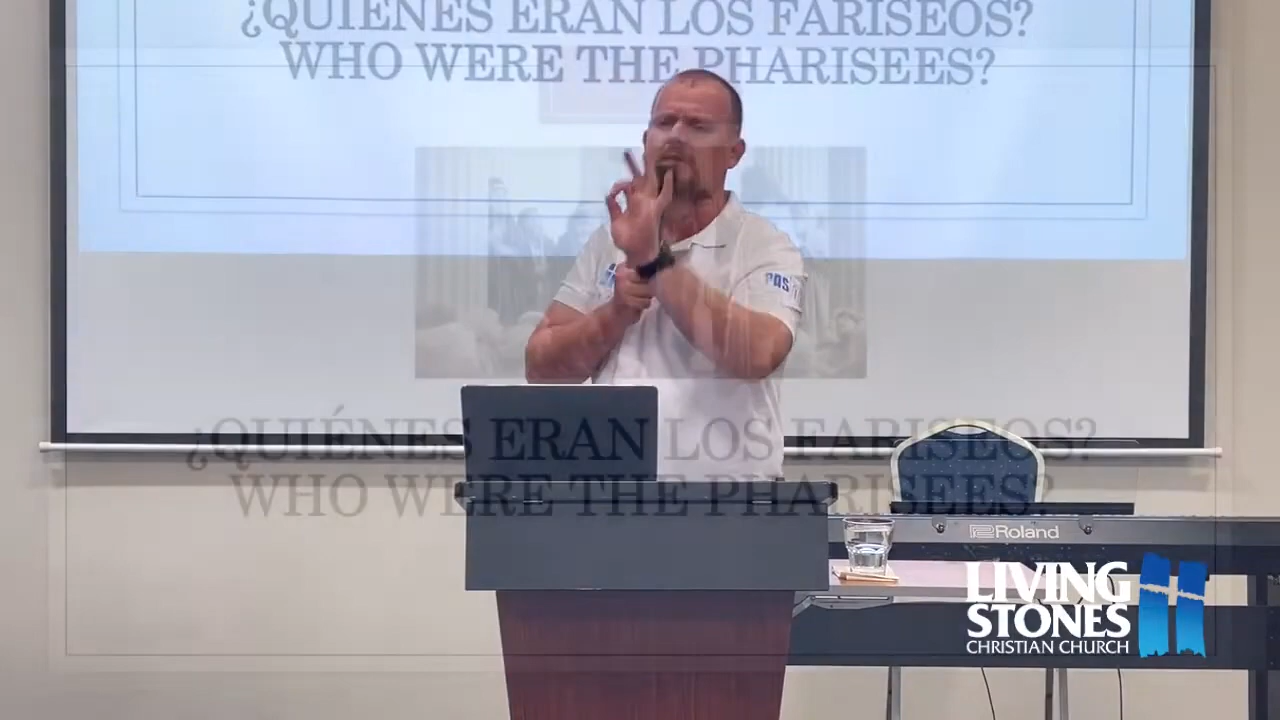 ¿QUIÉNES ERAN LOS FARISEOS?
WHO WERE THE PHARISEES?
¿QUIÉNES ERAN LOS FARISEOS?
WHO WERE THE PHARISEES?
Roland
LIVING
STONES
CHRISTIAN CHURCH